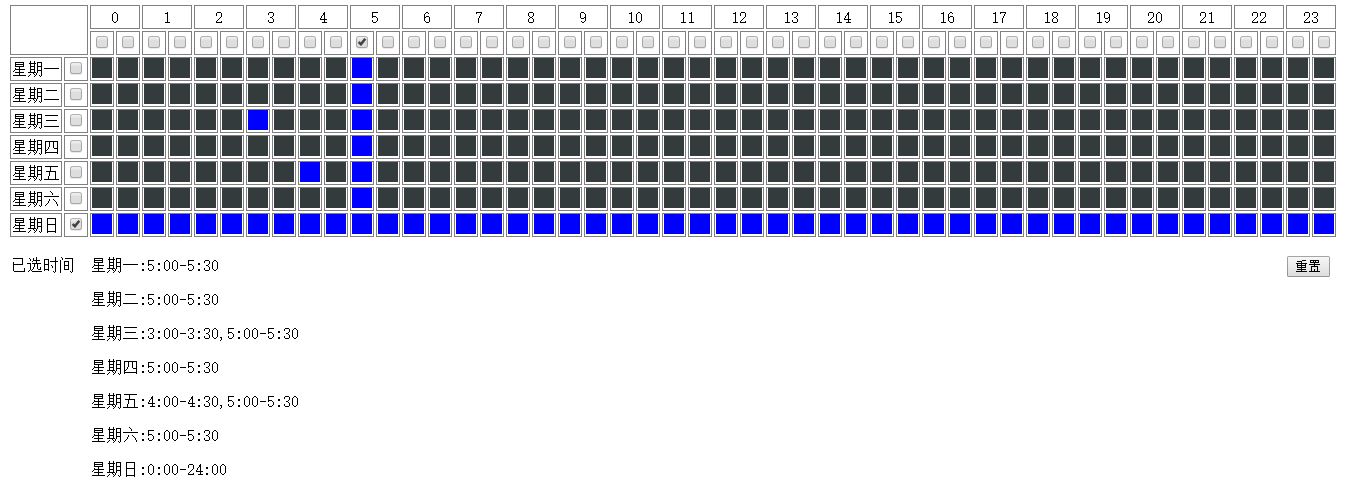 0 1 2 3 4 5 6 7 8 9 10 11 12 13 14 15 16 17 18 19 20 21 22 23
星期一
星期二
星期三
星期四
星期五
星期六
星期日
已选时间 星期一:5:00-5:30 重置
星期二:5:00-5:30
星期三:3:00-3:30,5:00-5:30
星期四:5:00-5:30
星期五:4:00-4:30,5:00-5:30
星期六:5:00-5:30
星期日:0:00-24:00